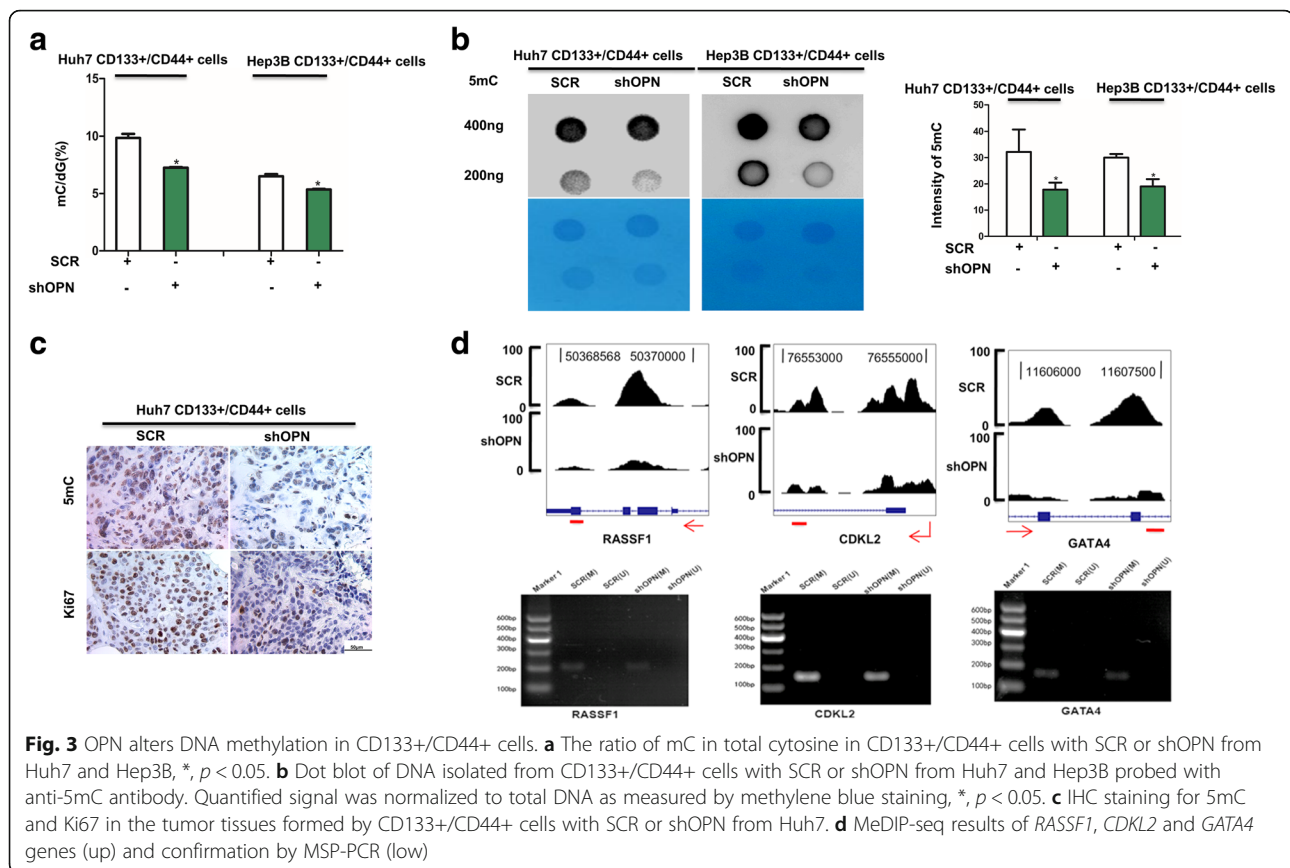 a
Huh7 CD133+/CD44+ cells Hep3B CD133+/CD44+ cells
mC/dG(%)
15
10
5
0
* *
SCR + - + -
shOPN - + - +
b
Huh7 CD133+/CD44+ cells Hep3B CD133+/CD44+ cells
5mC SCR shOPN SCR shOPN
400ng
200ng
Huh7 CD133+/CD44+ cells Hep3B CD133+/CD44+ cells
Intensity of 5mC
50
40
30
20
10
0
* *
SCR + - + -
shOPN - + - +
c
Huh7 CD133+/CD44+ cells
SCR shOPN
5mC
Ki67
50μm
d
100
SCR
0
100
shOPN
0
50368568 50370000
RASSF1
100
SCR
0
100
shOPN
0
76553000 76555000
CDKL2
100
SCR
0
100
shOPN
0
11606000 11607500
GATA4
Marker 1 SCR(M) SCR(U) shOPN(M) shOPN(U)
600bp
500bp
400bp
300bp
200bp
100bp
RASSF1
Marker 1 SCR(M) SCR(U) shOPN(M) shOPN(U)
600bp
500bp
400bp
300bp
200bp
100bp
CDKL2
Marker 1 SCR(M) SCR(U) shOPN(M) shOPN(U)
600bp
500bp
400bp
300bp
200bp
100bp
GATA4
Fig. 3 OPN alters DNA methylation in CD133+/CD44+ cells. a The ratio of mC in total cytosine in CD133+/CD44+ cells with SCR or shOPN from
Huh7 and Hep3B, *, p < 0.05. b Dot blot of DNA isolated from CD133+/CD44+ cells with SCR or shOPN from Huh7 and Hep3B probed with
anti-5mC antibody. Quantified signal was normalized to total DNA as measured by methylene blue staining, *, p < 0.05. c IHC staining for 5mC
and Ki67 in the tumor tissues formed by CD133+/CD44+ cells with SCR or shOPN from Huh7. d MeDIP-seq results of RASSF1, CDKL2 and GATA4
genes (up) and confirmation by MSP-PCR (low)